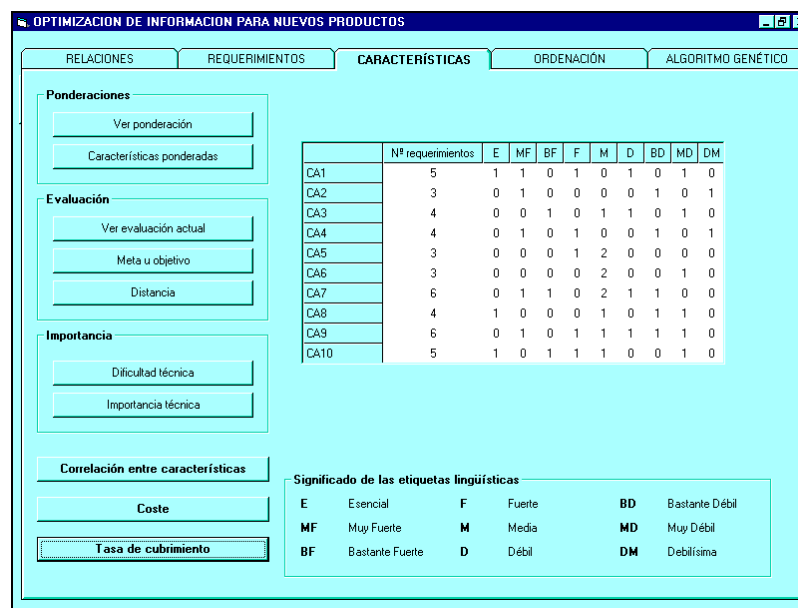 OPTIMIZACION DE INFORMACION PARA NUEVOS PRODUCTOS
RELACIONES REQUERIMIENTOS CARACTERÍSTICAS ORDENACIÓN ALGORITMO GENÉTICO
Ponderaciones
Ver ponderación
Características ponderadas
Evaluación
Ver evaluación actual
Meta u objetivo
Distancia
Importancia
Dificultad técnica
Importancia técnica
Correlación entre características
Coste
Tasa de cubrimiento
Nº requerimientos E MF BF F M D BD MD DM
CA1 5 1 1 0 1 0 1 0 1 0
CA2 3 0 1 0 0 0 0 1 0 1
CA3 4 0 0 1 0 1 1 0 1 0
CA4 4 0 1 0 1 0 0 1 0 1
CA5 3 0 0 0 1 2 0 0 0 0
CA6 3 0 0 0 0 2 0 0 1 0
CA7 6 0 1 1 0 2 1 1 0 0
CA8 4 1 0 0 0 1 0 1 1 0
CA9 6 0 1 0 1 1 1 1 1 0
CA10 5 1 0 1 1 1 0 0 1 0
Significado de las etiquetas lingüísticas
E Esencial F Fuerte BD Bastante Débil
MF Muy Fuerte M Media MD Muy Débil
BF Bastante Fuerte D Débil DM Debilísima